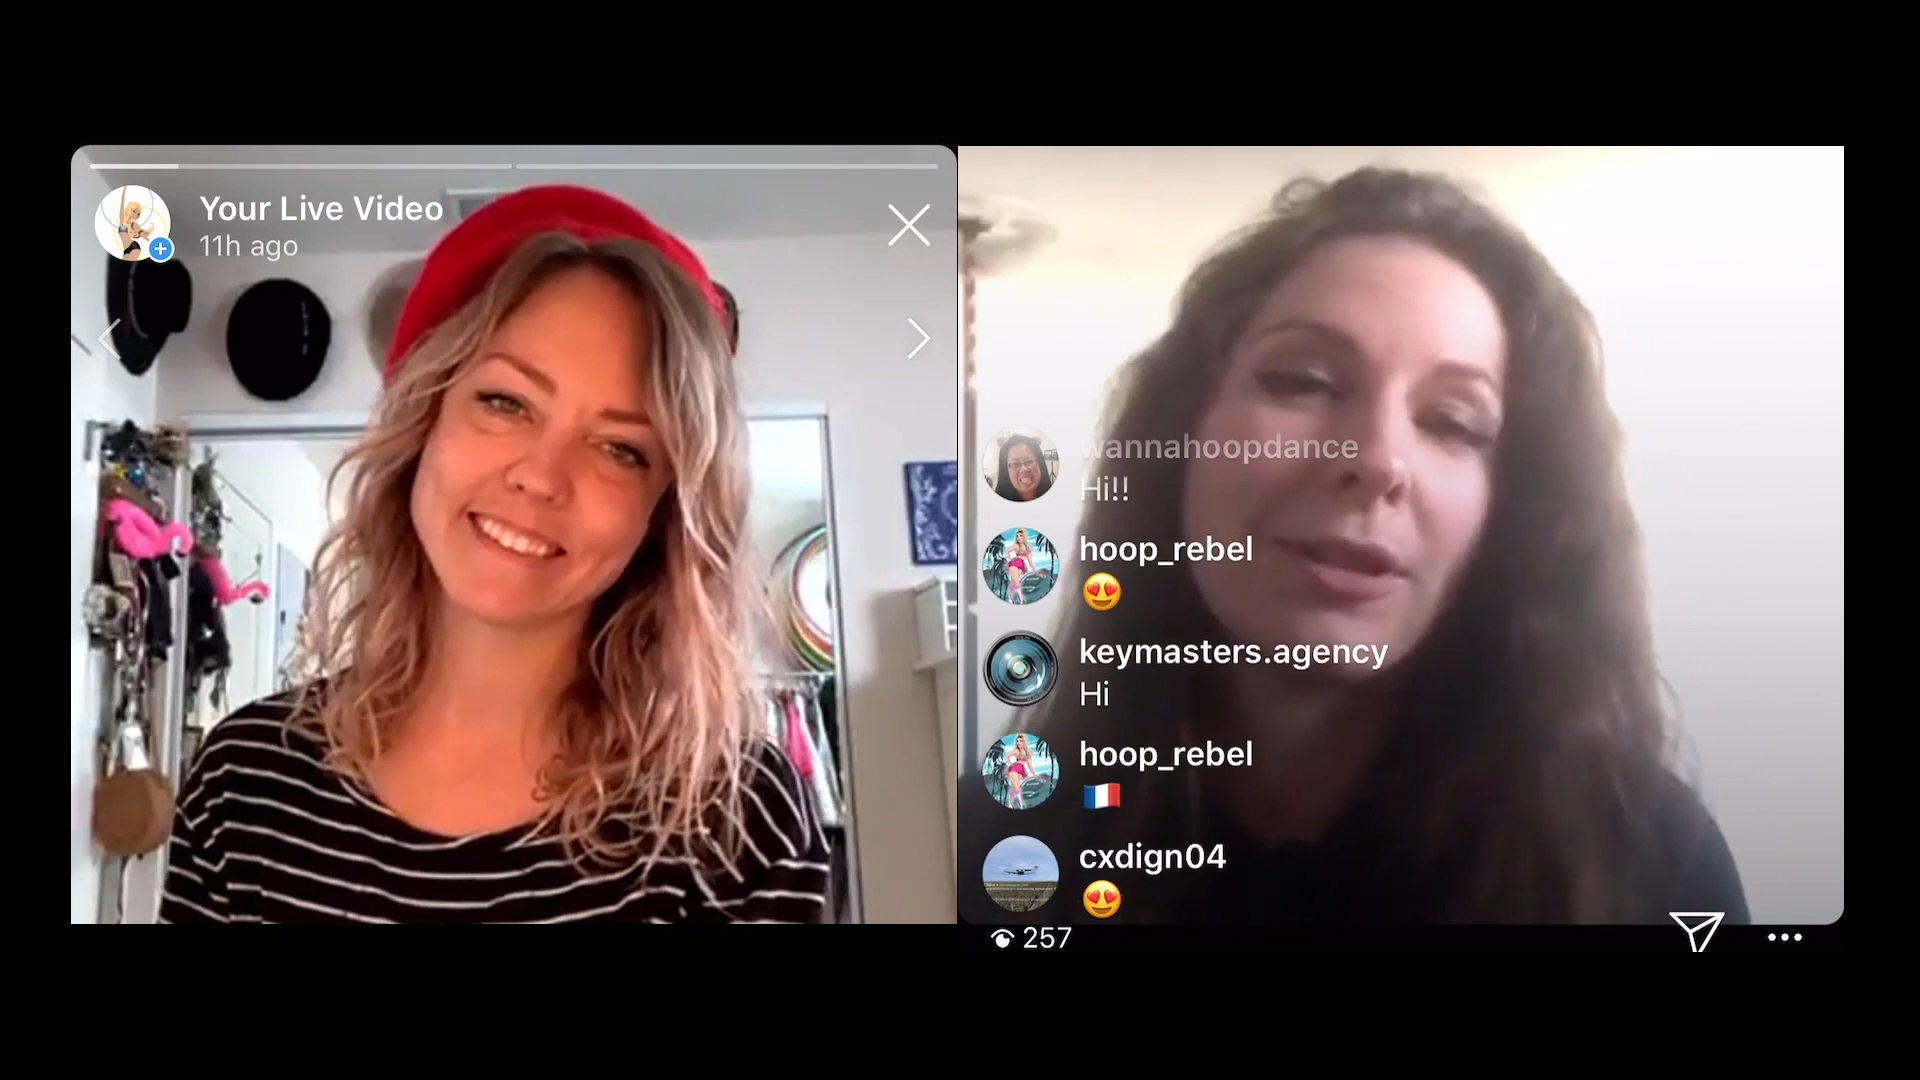 Your Live Video
11h ago
wannahoopdance
Hi!!
hoop_rebel
😍
keymasters.agency
Hi
hoop_rebel
🇫🇷
cxdign04
😍
257